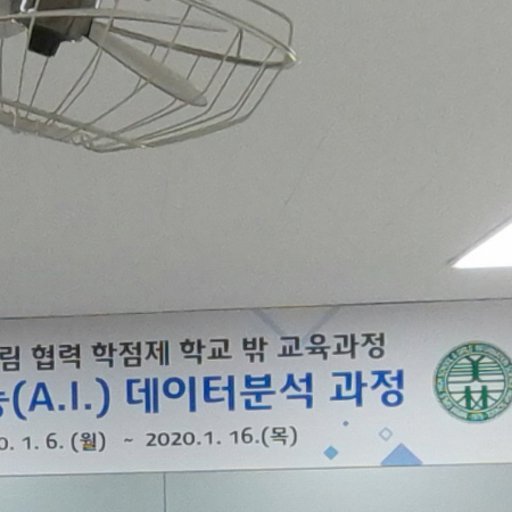 림 협력 학점제 학교 밖 교육과정
(A.I.) 데이터분석 과정
0. 1. 6. (월) ~ 2020.1. 16.(목)